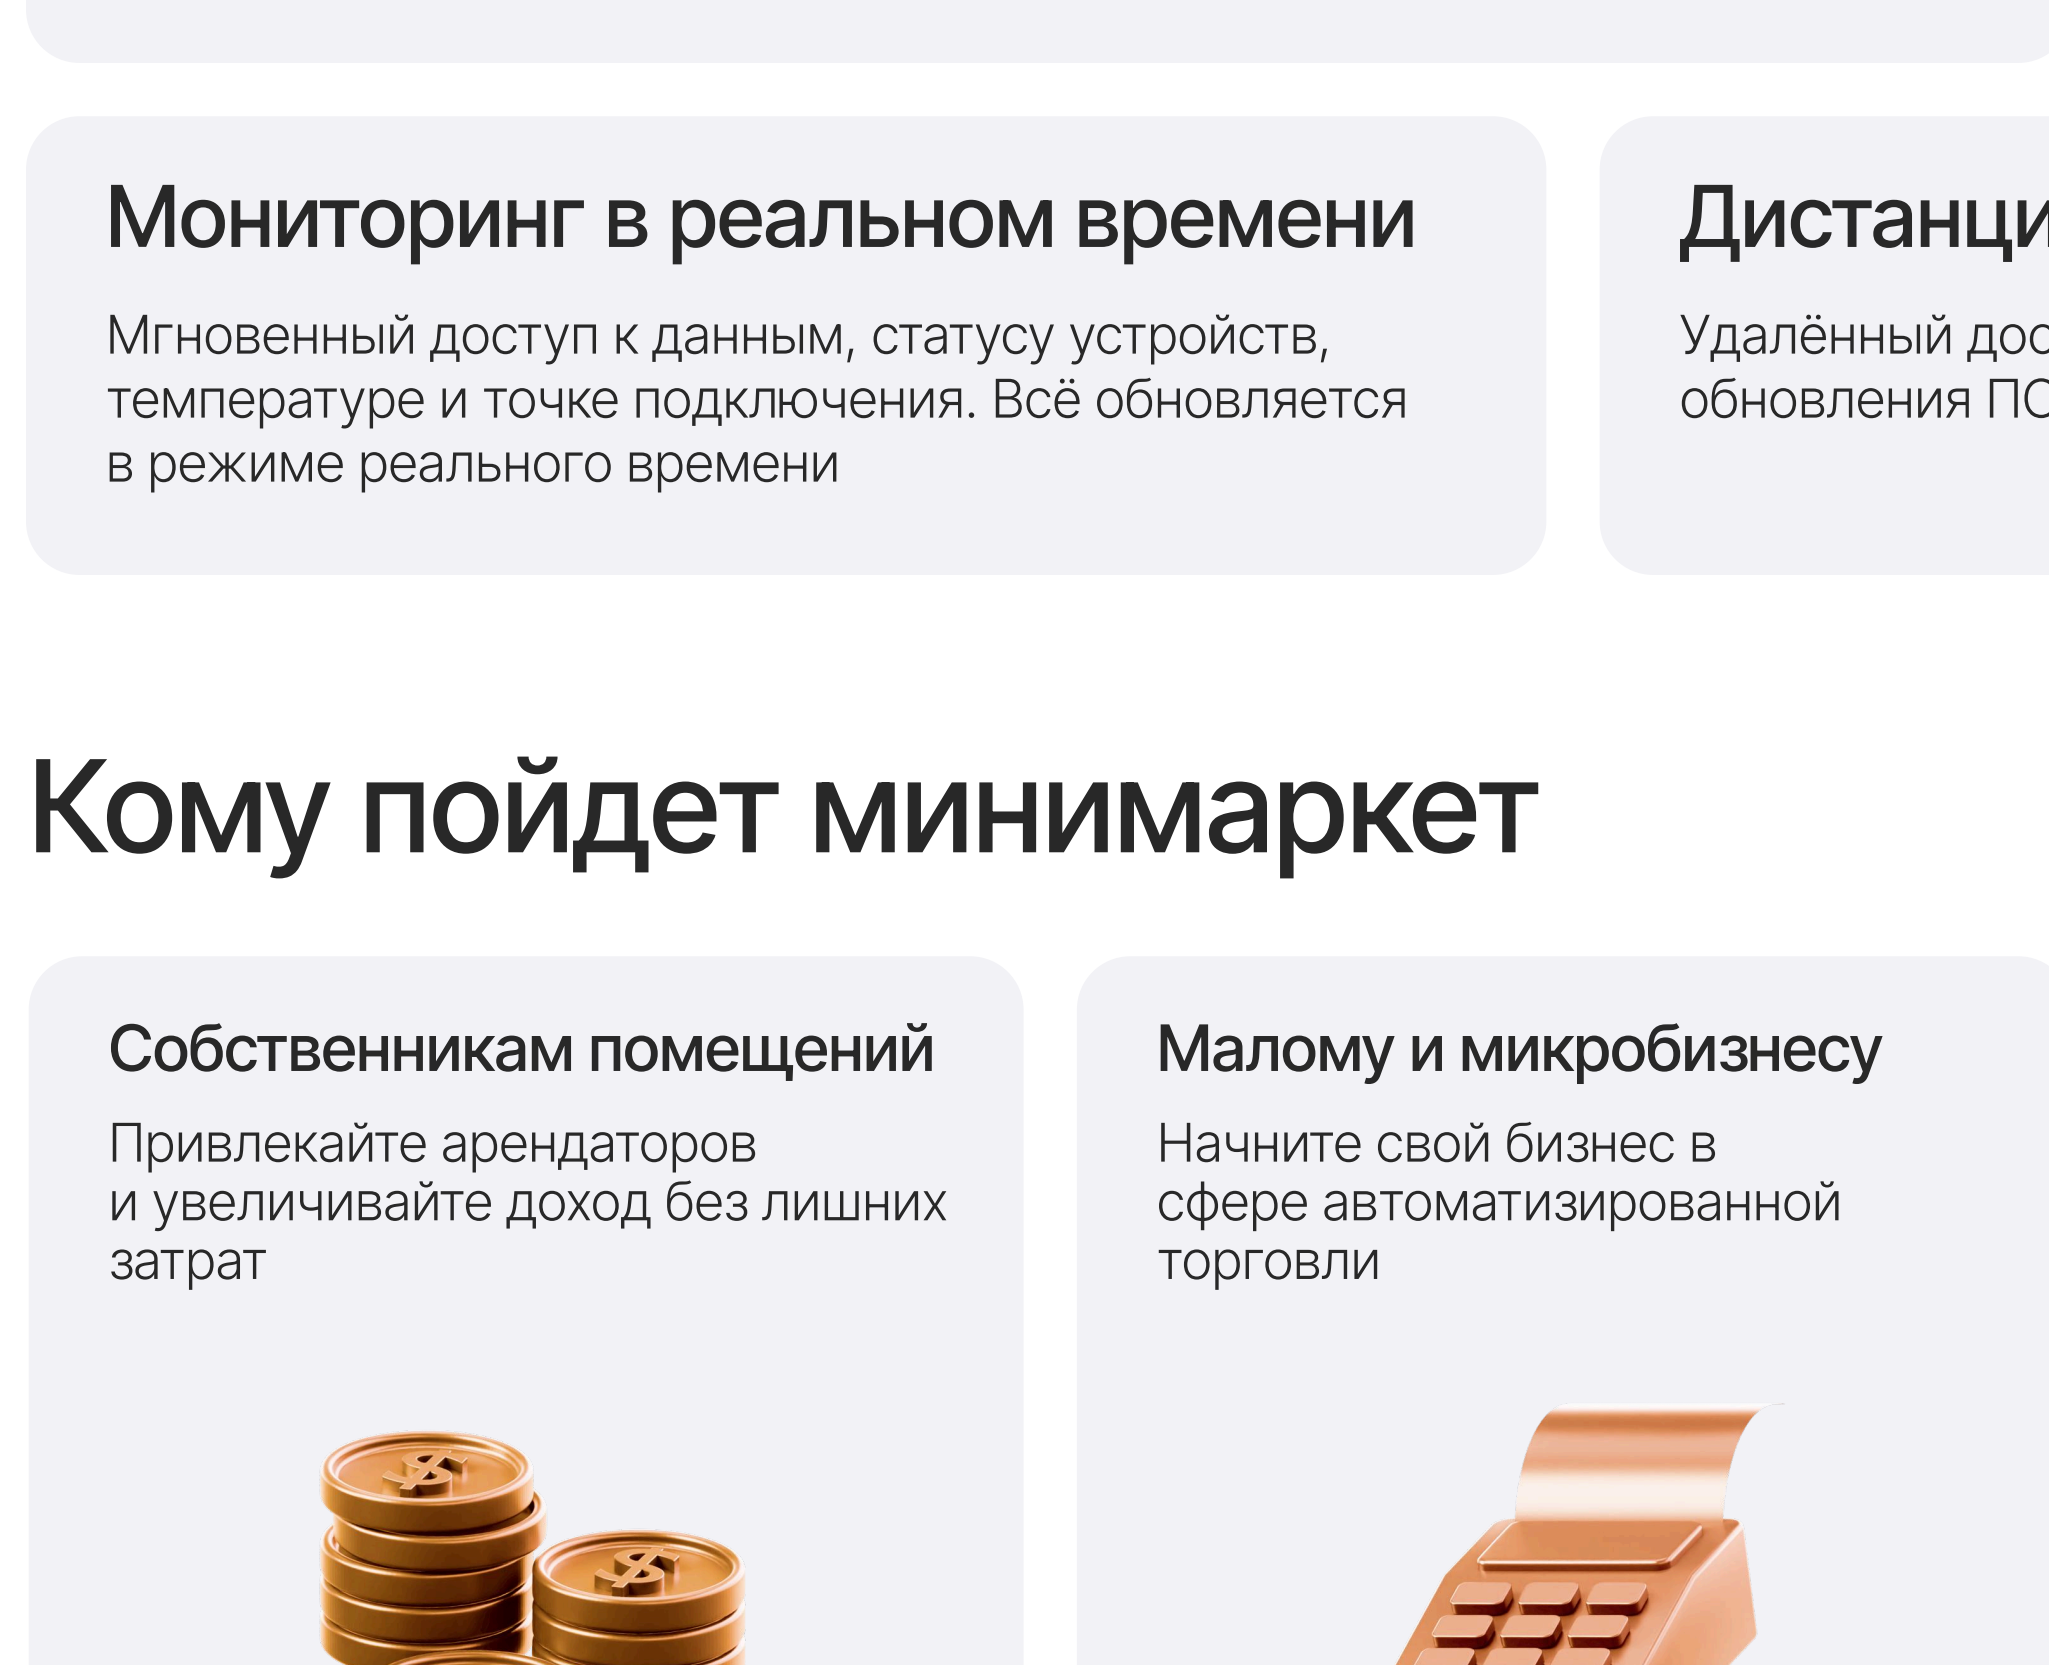 Мониторинг в реальном времени
Мгновенный доступ к данным, статусу устройств,
температуре и точке подключения. Всё обновляется
в режиме реального времени
Удалённый
обновления
Кому пойдет минимаркет
Собственникам помещений
Привлекайте арендаторов
и увеличивайте доход без лишних
затрат
Малому и микробизнесу
Начните свой бизнес в
сфере автоматизированной
торговли